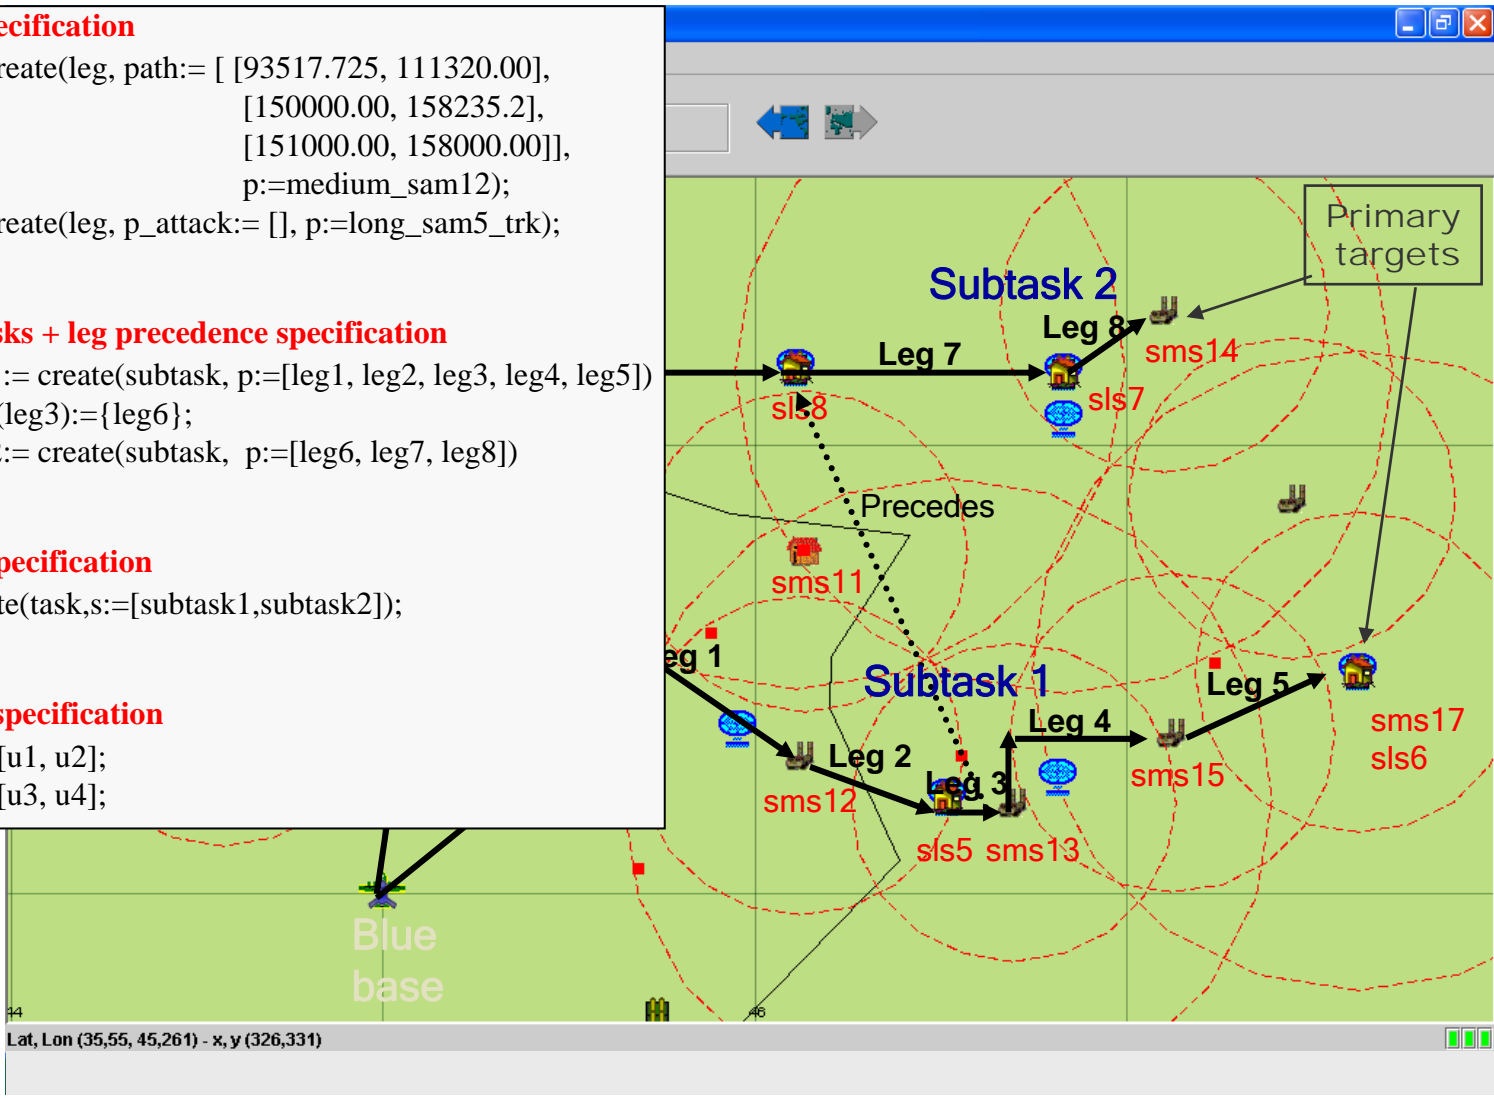 ecification
reate(leg, path:= [ [93517.725, 111320.00],
[150000.00, 158235.2],
[151000.00, 158000.00]],
p:=medium_sam12);
reate(leg, p_attack:= [], p:=long_sam5_trk);
sks + leg precedence specification
:= create(subtask, p:=[leg1, leg2, leg3, leg4, leg5])
(leg3):={leg6};
:= create(subtask, p:=[leg6, leg7, leg8])
pecification
te(task,s:=[subtask1,subtask2]);
specification
[u1, u2];
[u3, u4];
Primary
targets
Subtask 2
Leg 8
sms14
Leg 7
sls8
sls7
Precedes
sms11
eg 1
Subtask 1
Leg 5
Leg 4
sms17
sls6
Leg 2
sms15
Leg 3
sms12
sls5 sms13
Blue
base
44
46
Lat, Lon (35,55, 45,261) - x, y (326,331)